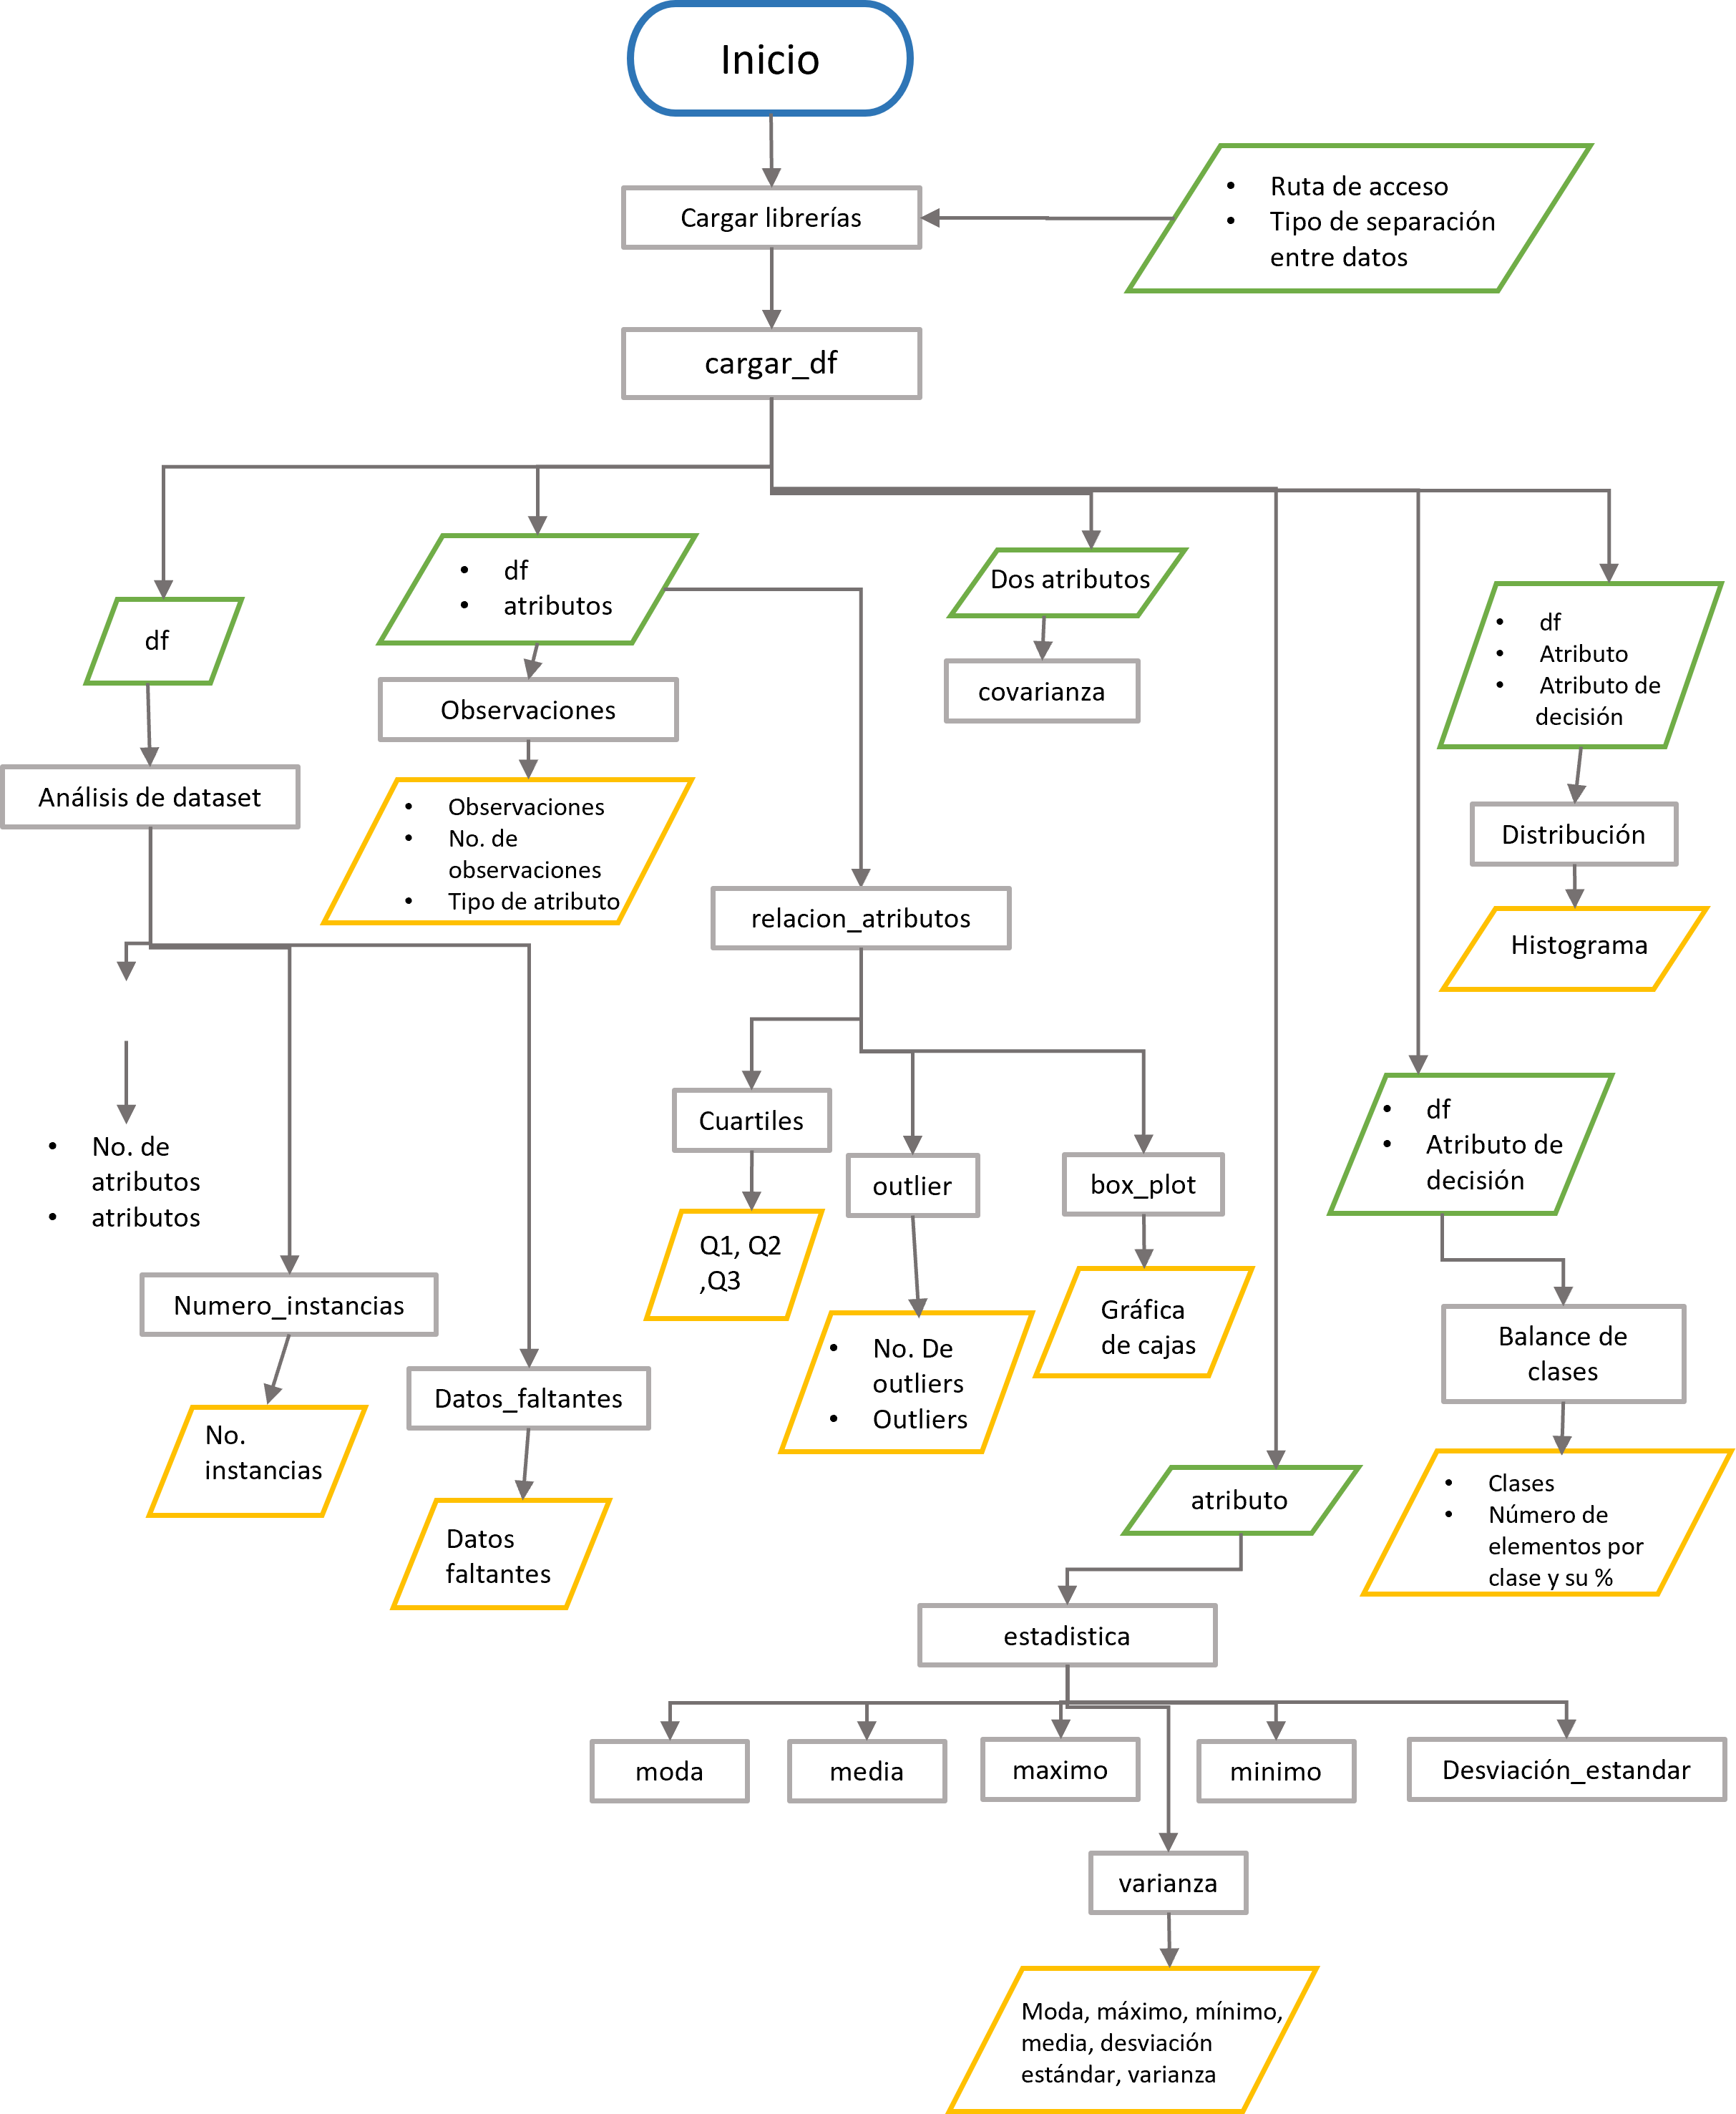 Inicio
• Ruta de acceso
• Tipo de separación
entre datos
Cargar librerías
cargar_df
df
• df
• atributos
Dos atributos
• df
• Atributo
• Atributo de
decisión
Observaciones
covarianza
Análisis de dataset
• Observaciones
• No. de
observaciones
• Tipo de atributo
Distribución
relacion_atributos
Histograma
• No. de
atributos
• atributos
Cuartiles
outlier
box_plot
• df
• Atributo de
decisión
Q1, Q2
,Q3
Numero_instancias
• No. De
outliers
• Outliers
Gráfica
de cajas
Balance de
clases
Datos_faltantes
No.
instancias
Datos
faltantes
atributo
• Clases
• Número de
elementos por
clase y su %
estadistica
moda
media
maximo
minimo
Desviación_estandar
varianza
Moda, máximo, mínimo,
media, desviación
estándar, varianza